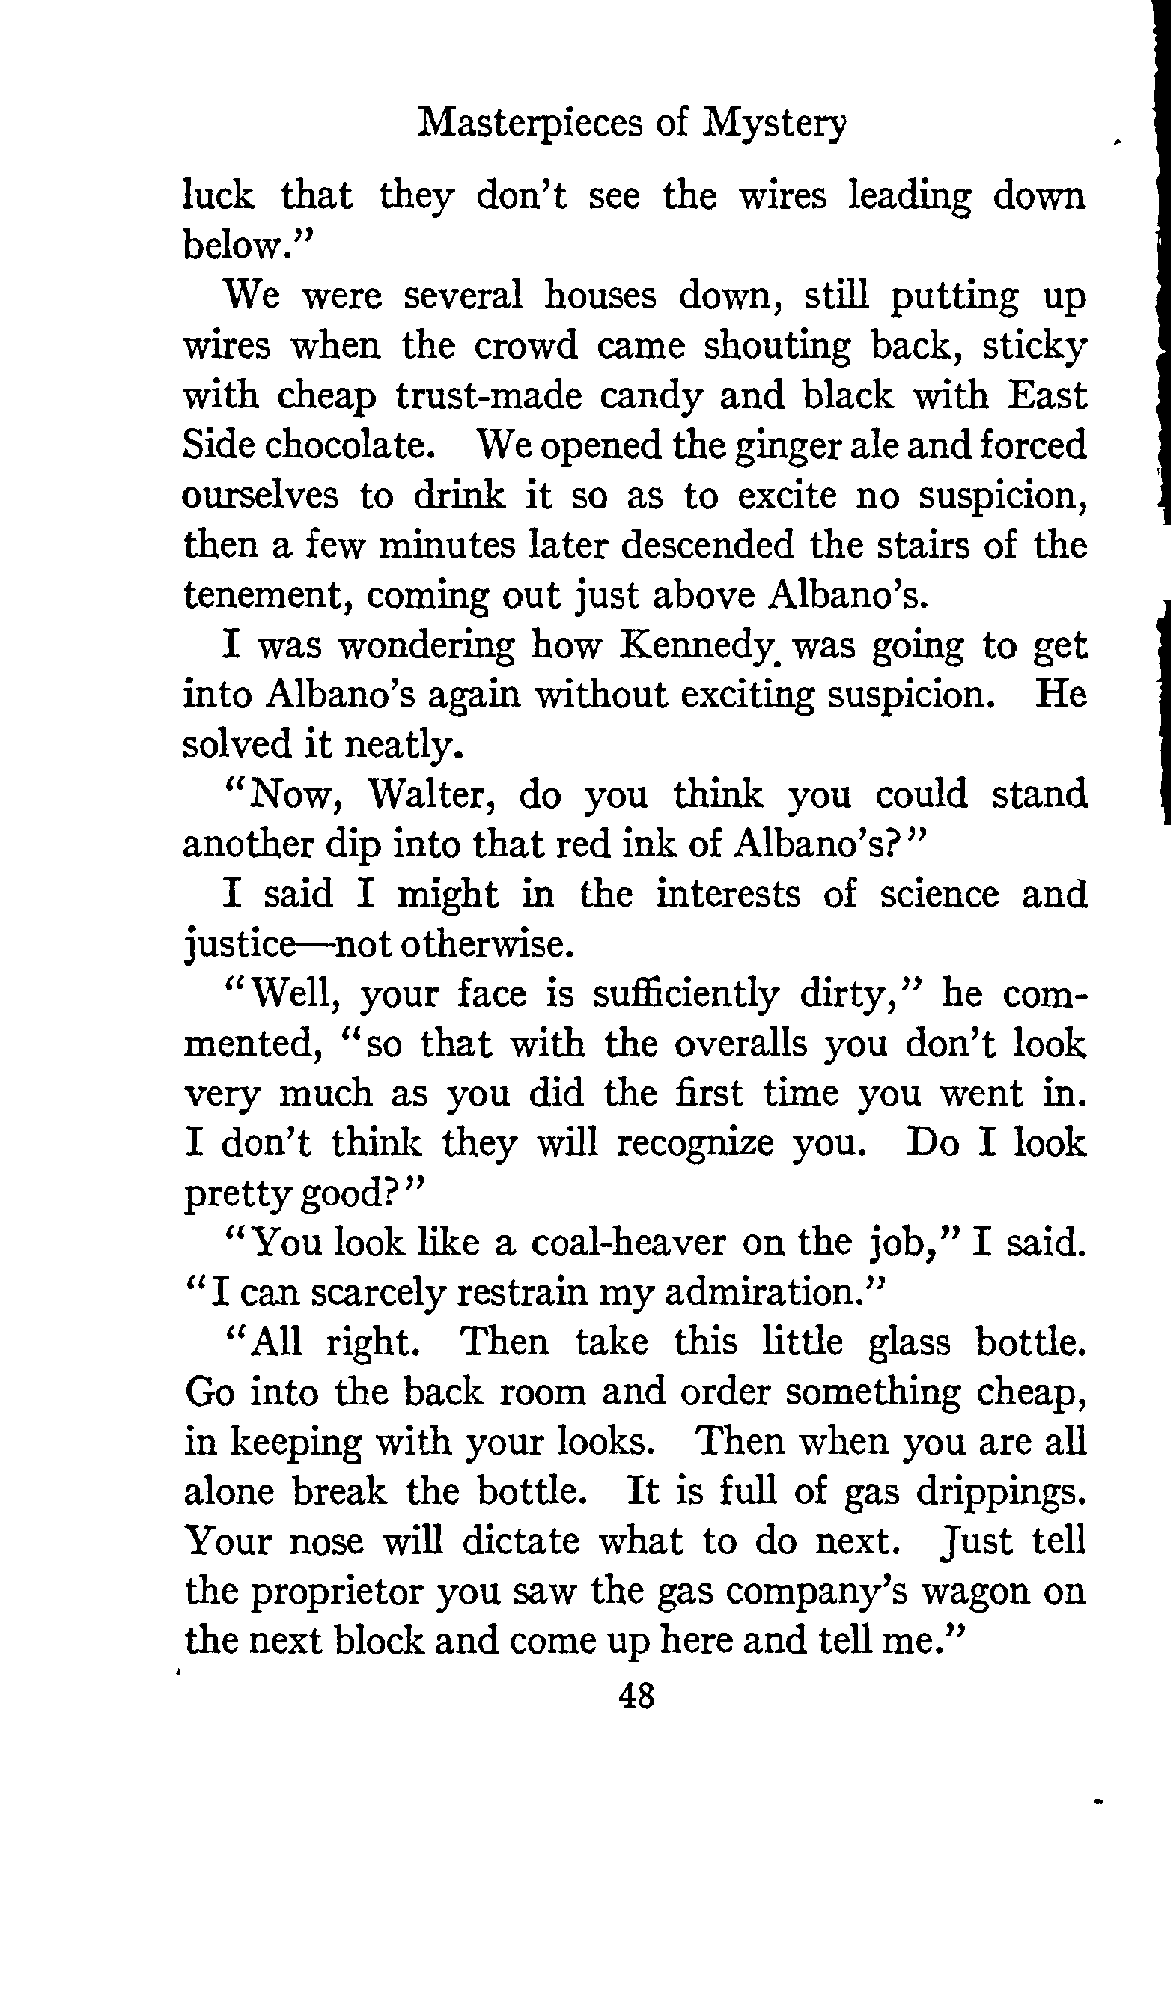 Masterpieces of Mystery
luck that they don't see the wires leading down
below."
We were several houses down, still putting up
wires when the crowd came shouting back, sticky
with cheap trust-made candy and black with East
Side chocolate. We opened the ginger ale and forced
ourselves to drink it so as to excite no suspicion,
then a few minutes later descended the stairs of the
tenement, coming out just above Albano's.
I was wondering how Kennedy was going to get
into Albano's again without exciting suspicion. He
solved it neatly.
"Now, Walter, do you think you could stand
another dip into that red ink of Albano's?"
I said I might in the interests of science and
justice—not otherwise.
"Well, your face is sufficiently dirty," he com-
mented, "so that with the overalls you don't look
very much as you did the first time you went in.
I don't think they will recognize you. Do I look
pretty good?"
"You look like a coal-heaver on the job," I said.
"I can scarcely restrain my admiration."
"All right. Then take this little glass bottle.
Go into the back room and order something cheap,
in keeping with your looks. Then when you are all
alone break the bottle. It is full of gas drippings.
Your nose will dictate what to do next. Just tell
the proprietor you saw the gas company's wagon on
the next block and come up here and tell me."
48